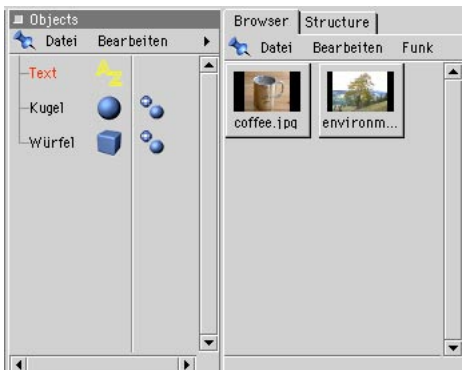 Objects
Datei Bearbeiten
Text
Kugel
Würfel
Browser Structure
Datei Bearbeiten Funk
coffee.jpg environm...